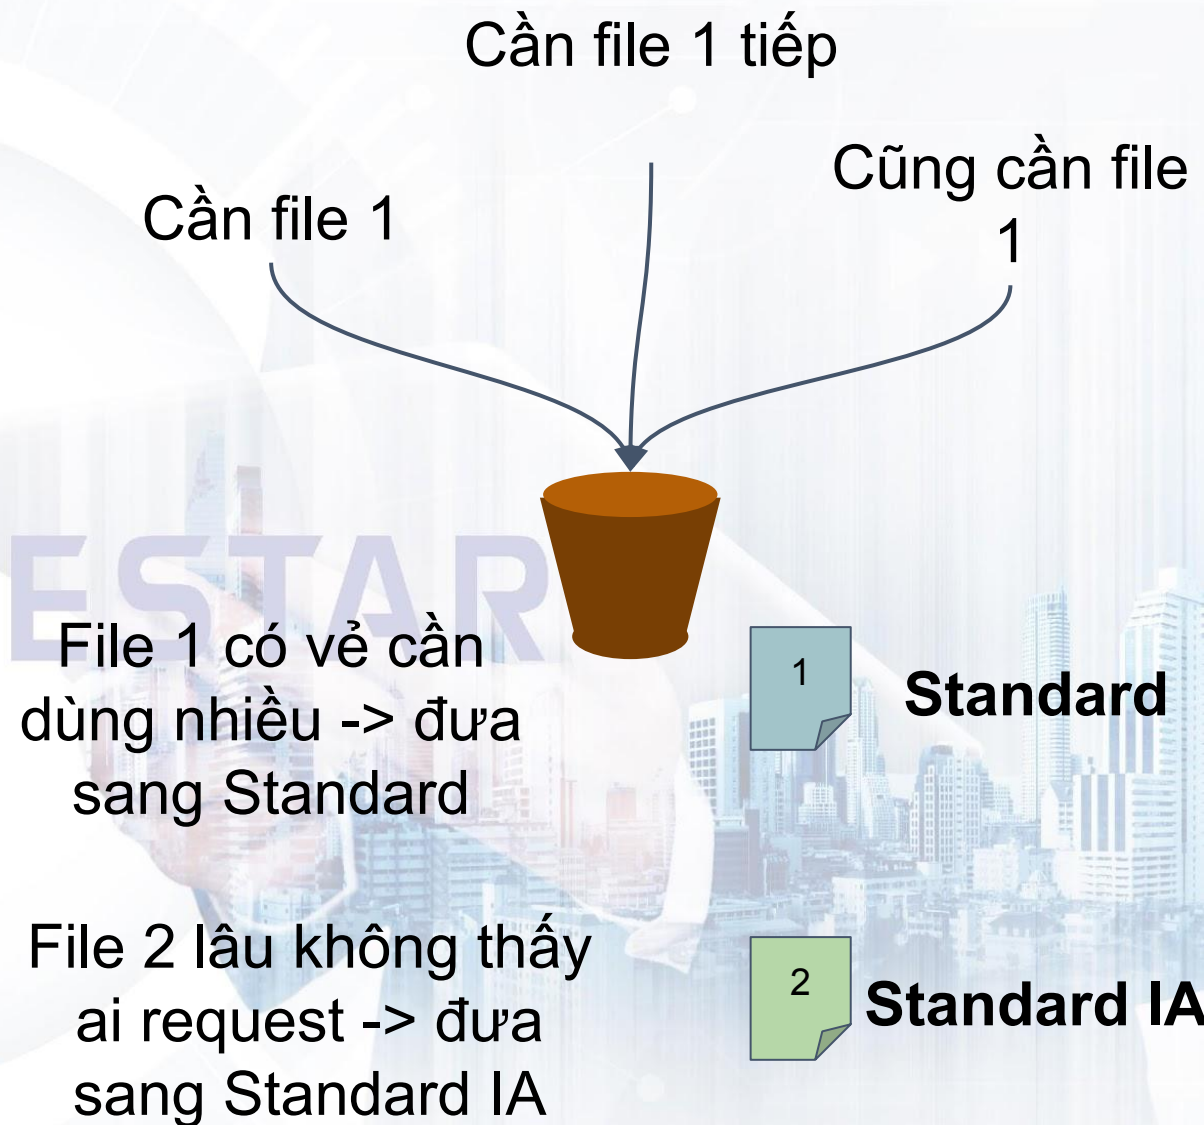 Cần file 1 tiếp
Cũng cần file
1
Cần file 1
ESTAR
File 1 có vẻ cần
dùng nhiều -> đưa
sang Standard
1
Standard
File 2 lâu không thấy
ai request -> đưa
sang Standard IA
2
Standard IA